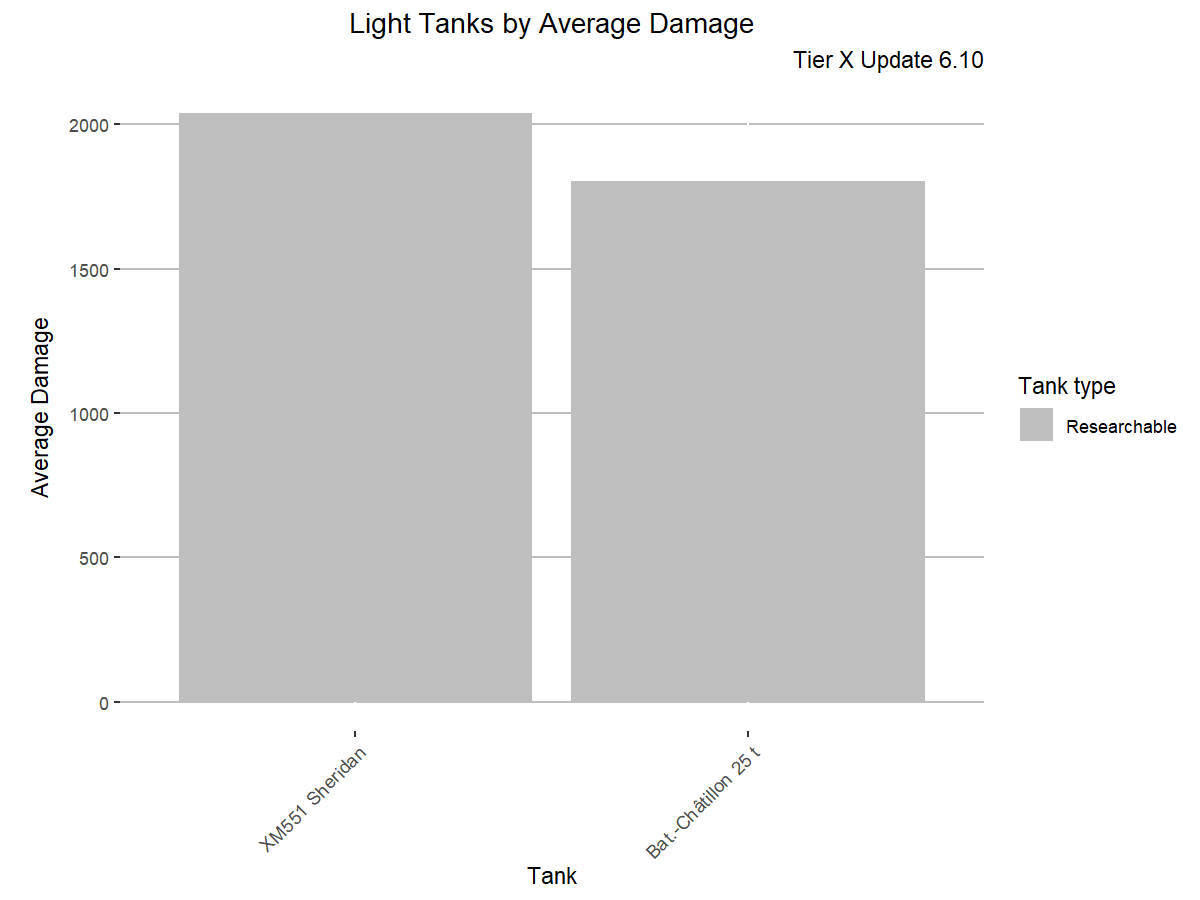 Light Tanks by Average Damage
Tier X Update 6.10
Average Damage
2000
1500
1000
500
0
XM551 Sheridan
Bat.-Châtillon 25 t
Tank
Tank type
Researchable